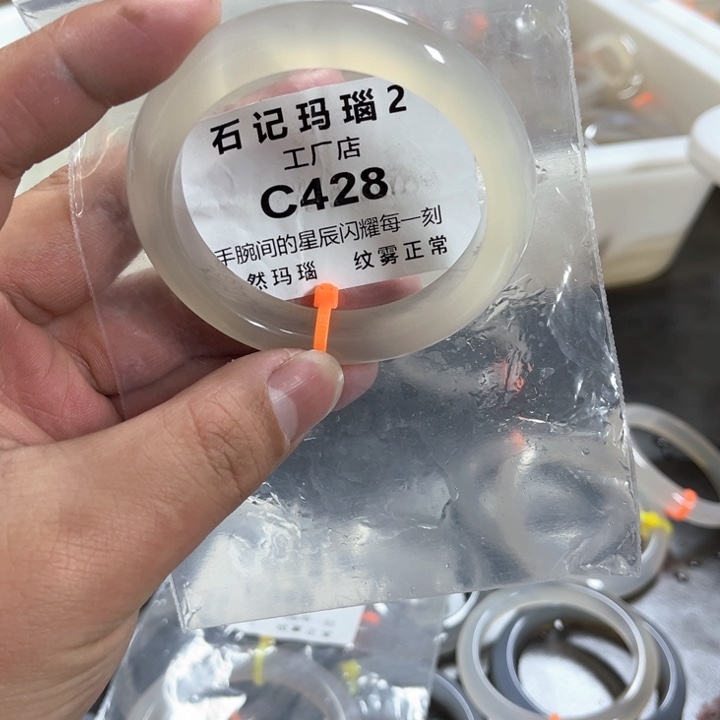 石记玛瑙2
工厂店
C428
手腕间的星辰闪耀每一刻
然玛瑙 纹雾正常